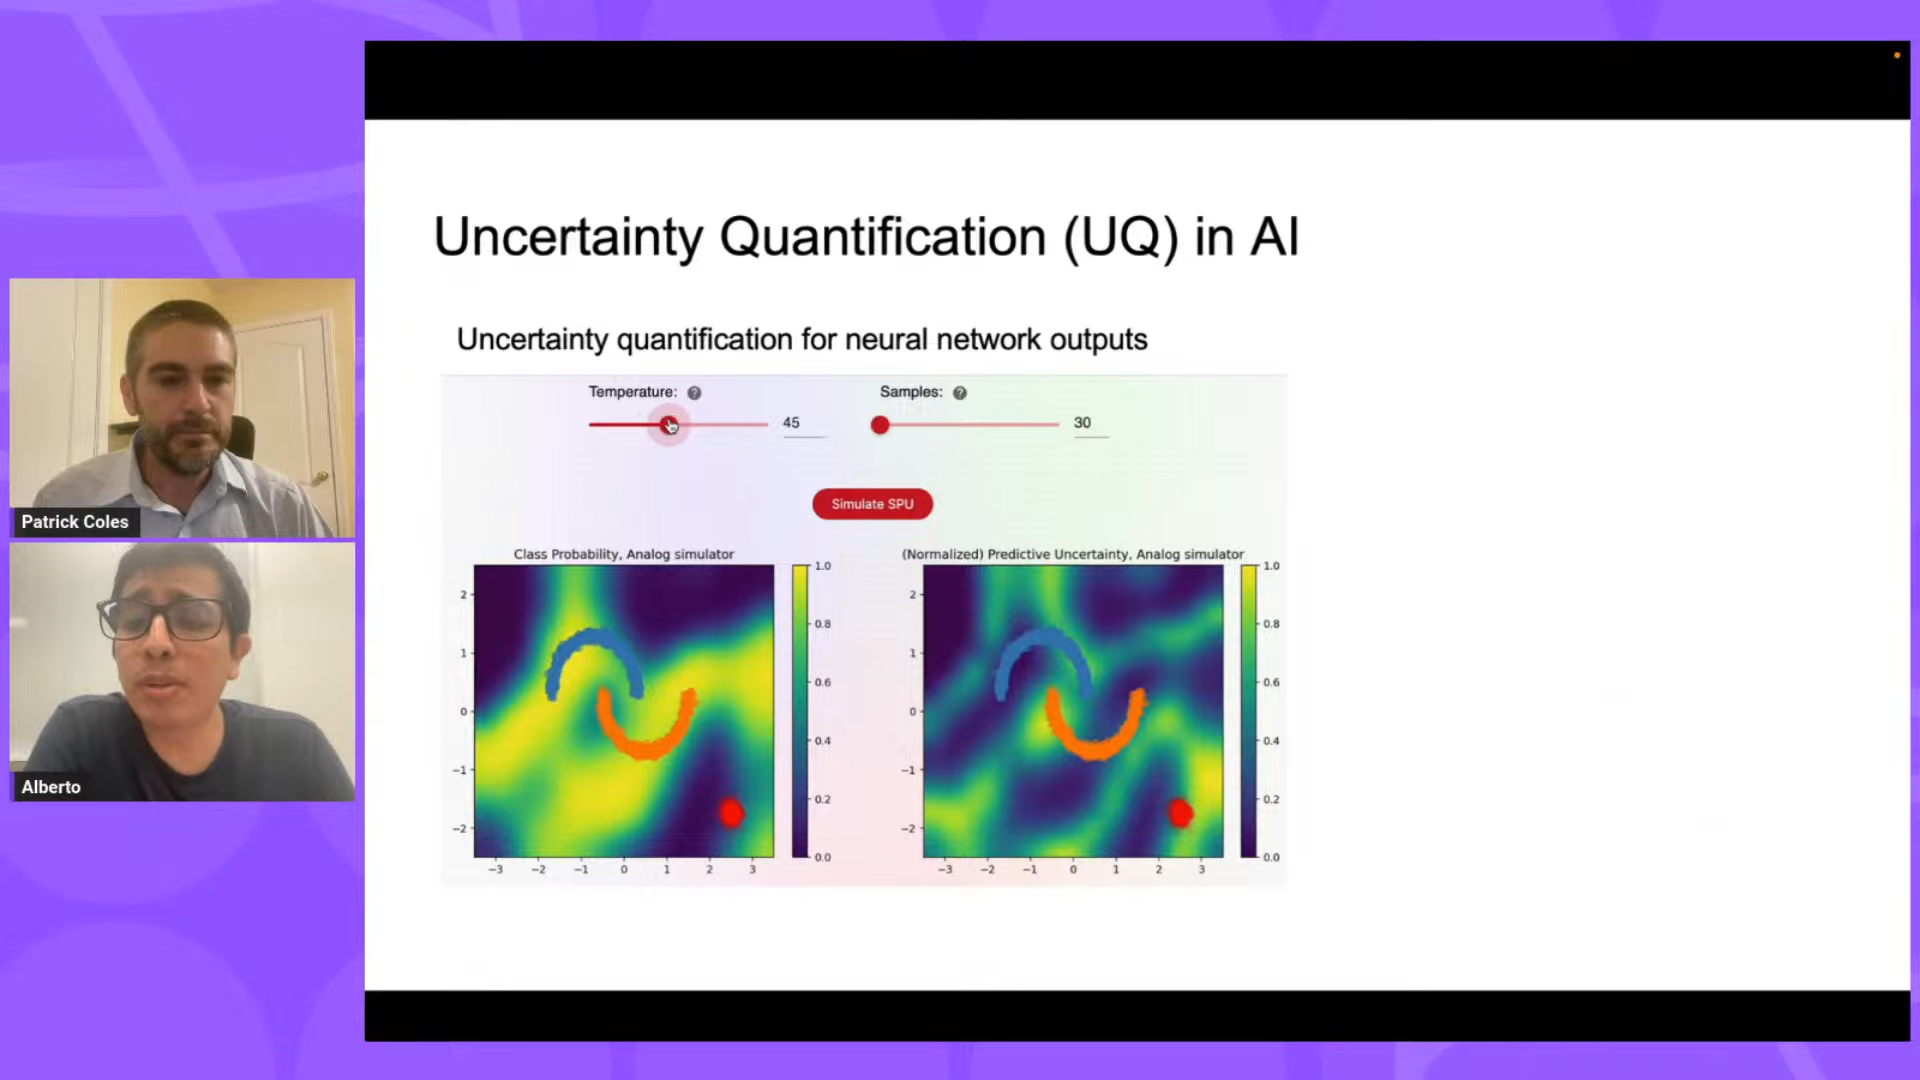 Uncertainty Quantification (UQ) in AI
Uncertainty quantification for neural network outputs
Temperature: ?
Samples: ?
45
30
Simulate SPU
Class Probability, Analog simulator
(Normalized) Predictive Uncertainty, Analog simulator
2
1
0
−1
−2
−3 −2 −1 0 1 2 3
1.0
0.8
0.6
0.4
0.2
0.0
2
1
0
−1
−2
−3 −2 −1 0 1 2 3
1.0
0.8
0.6
0.4
0.2
0.0
Patrick Coles
Alberto